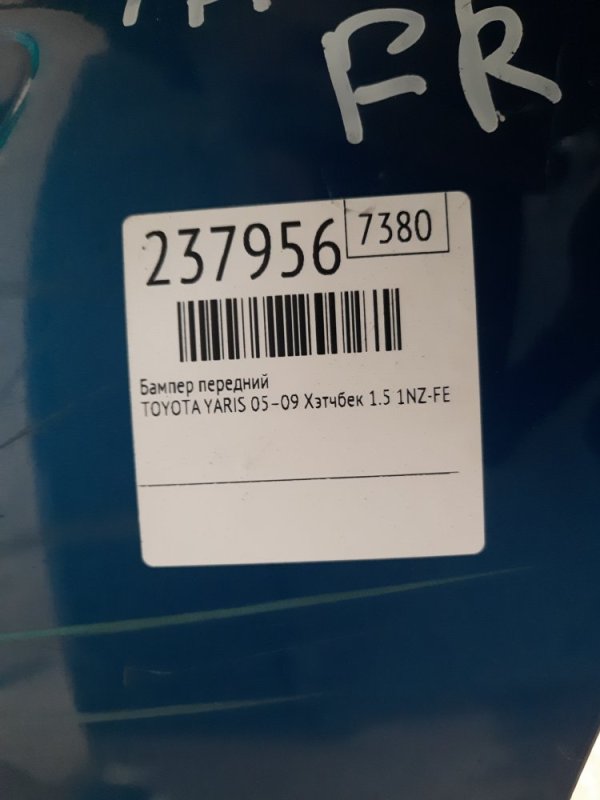 FR
237956 7380
Бампер передний
TOYOTA YARIS 05-09 Хэтчбек 1.5 1NZ-FE